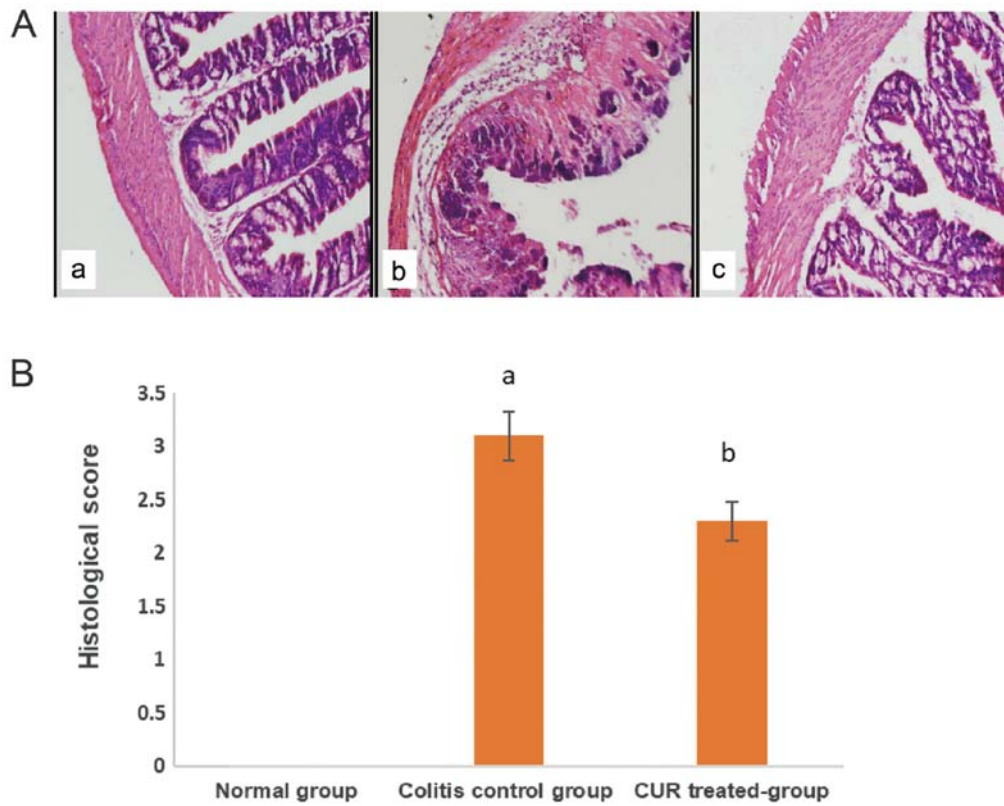 A
a
b
c
B
Histological score
3.5
3
2.5
2
1.5
1
0.5
0
a
b
Normal group
Colitis control group
CUR treated-group